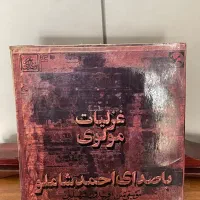 غزلیات
مولوی
با صدای احمد شاملو